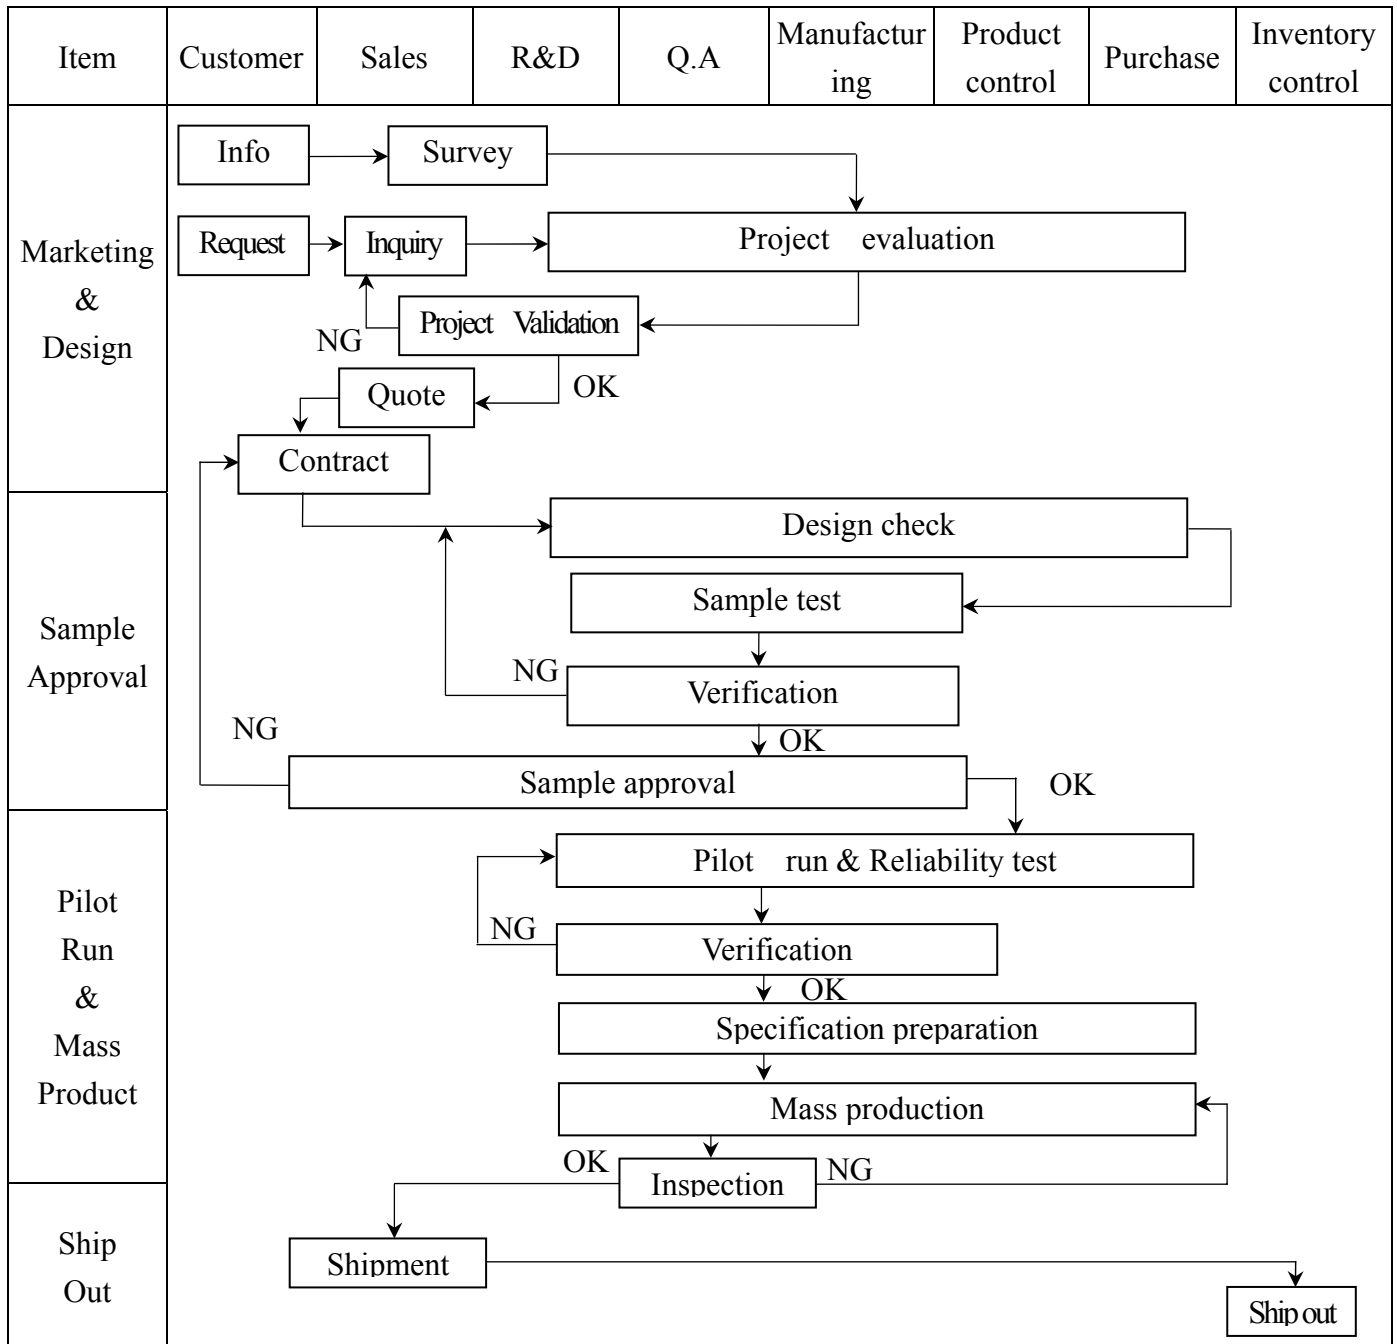 Item
Customer
Sales
R&D
Q.A
Manufactur
ing
Product
control
Purchase
Inventory
control
Marketing
&
Design
Info
Survey
Request
Inquiry
Project evaluation
NG
Project Validation
OK
Quote
Contract
Sample
Approval
Design check
Sample test
NG
Verification
NG
OK
Sample approval
OK
Pilot
Run
&
Mass
Product
Pilot run & Reliability test
NG
Verification
OK
Specification preparation
Mass production
OK
Inspection
NG
Ship
Out
Shipment
Ship out